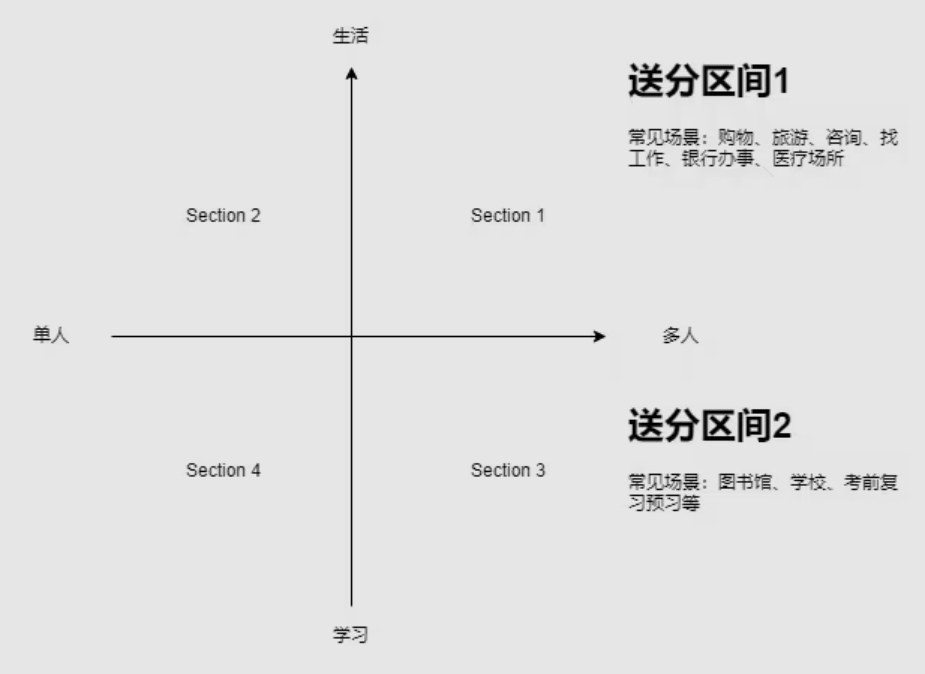 生活
送分区间1
常见场景：购物、旅游、咨询、找
工作、银行办事、医疗场所
Section 2
Section 1
单人
多人
送分区间2
常见场景：图书馆、学校、考前复
习预习等
Section 4
Section 3
学习